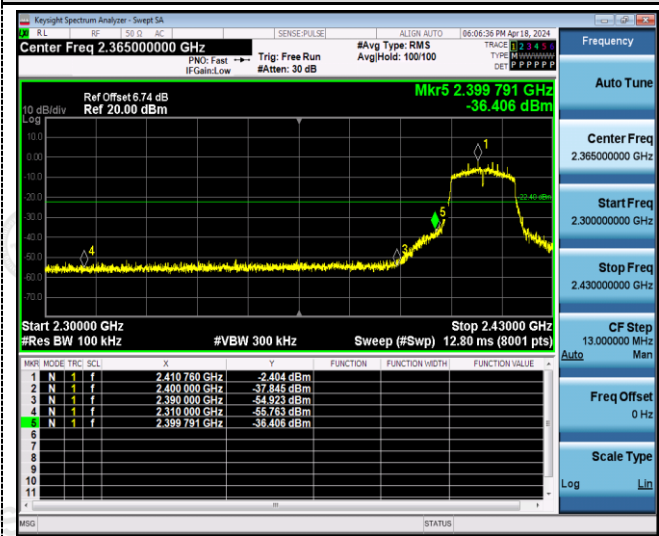 Keysight Spectrum Analyzer - Swept SA
RL RF 50 Ω AC SENSE:PULSE ALIGN AUTO 06:06:36 PM Apr 18, 2024
Center Freq 2.365000000 GHz
PNO: Fast
IFGain:Low
Trig: Free Run
#Atten: 30 dB
#Avg Type: RMS
Avg|Hold: 100/100
TRACE 1 2 3 4 5 6
TYPE M W W W W W
DET P P P P P P
Frequency
Auto Tune
Center Freq
2.365000000 GHz
Start Freq
2.300000000 GHz
Stop Freq
2.430000000 GHz
CF Step
13.000000 MHz
Auto Man
Freq Offset
0 Hz
Scale Type
Log Lin
Ref Offset 6.74 dB
10 dB/div Ref 20.00 dBm
Log
Mkr5 2.399 791 GHz
-36.406 dBm
10.0
0.00
-10.0
-20.0
-30.0
-40.0
-50.0
-60.0
-70.0
1
-22.40 dBm
5
3
4
Start 2.30000 GHz Stop 2.43000 GHz
#Res BW 100 kHz #VBW 300 kHz Sweep (#Swp) 12.80 ms (8001 pts)
MKR MODE TRC SCL X Y FUNCTION FUNCTION WIDTH FUNCTION VALUE
1 N 1 f 2.410 760 GHz -2.404 dBm
2 N 1 f 2.400 000 GHz -37.845 dBm
3 N 1 f 2.390 000 GHz -54.923 dBm
4 N 1 f 2.310 000 GHz -55.763 dBm
5 N 1 f 2.399 791 GHz -36.406 dBm
6
7
8
9
10
11
MSG STATUS